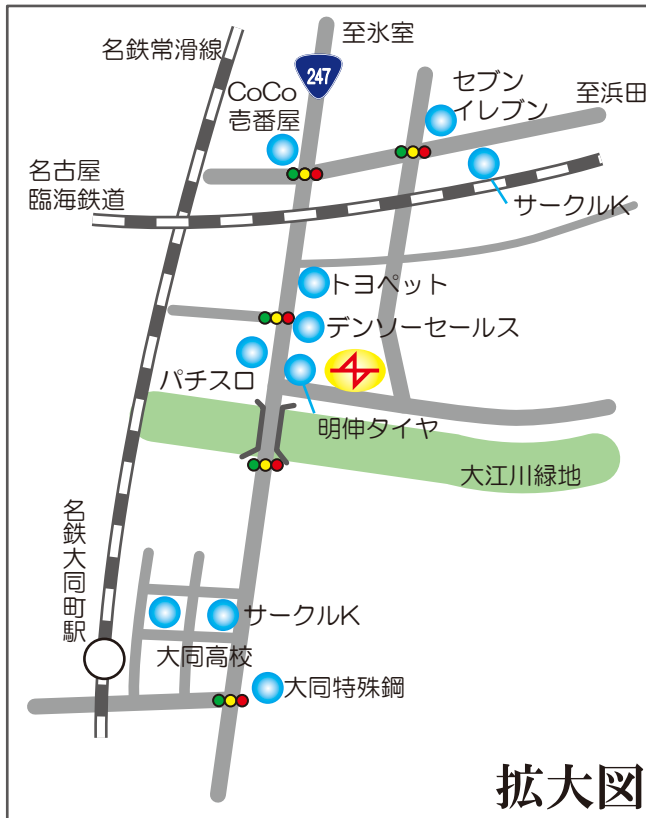 至氷室
名鉄常滑線
247
セブン
イレブン
至浜田
CoCo
壱番屋
名古屋
臨海鉄道
サークルK
トヨペット
デンソーセールス
パチスロ
明伸タイヤ
大江川緑地
名鉄大同町駅
サークルK
大同高校
大同特殊鋼
拡大図